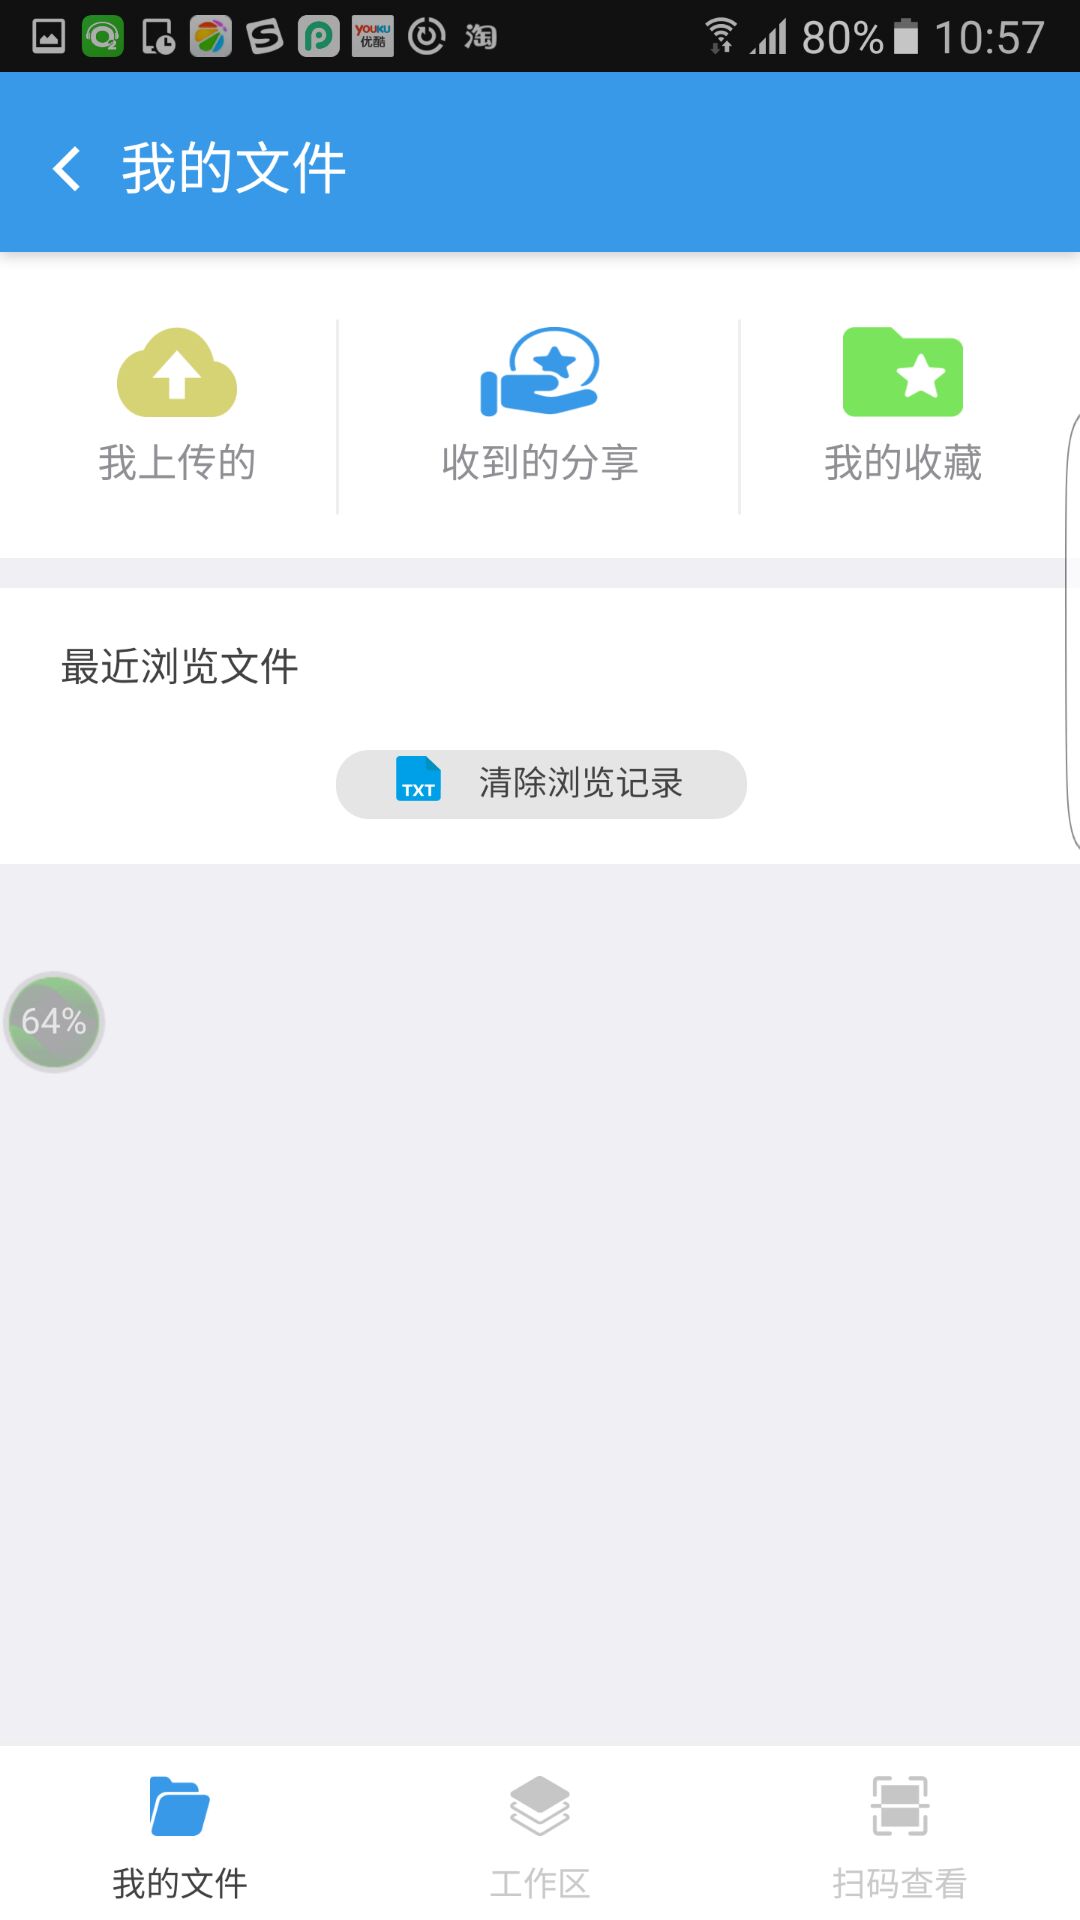 YOUKU
优酷
淘
80%
10:57
我的文件
我上传的
收到的分享
我的收藏
最近浏览文件
TXT
清除浏览记录
64%
我的文件
工作区
扫码查看